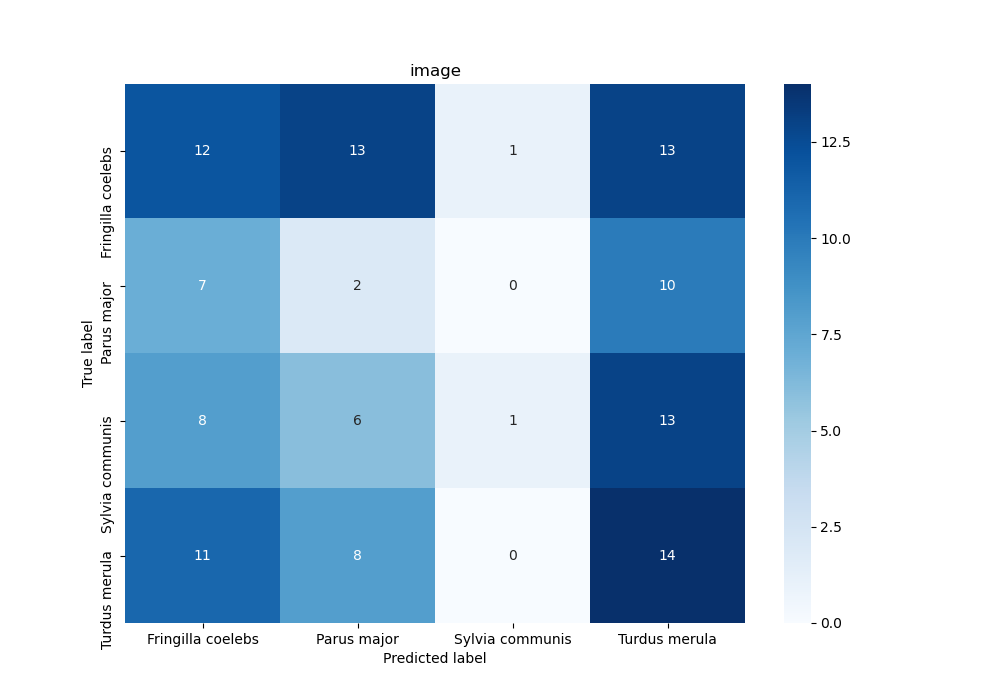 image
True label
Fringilla coelebs
12 13 1 13
Parus major
7 2 0 10
Sylvia communis
8 6 1 13
Turdus merula
11 8 0 14
Fringilla coelebs Parus major Sylvia communis Turdus merula
Predicted label
12.5
10.0
7.5
5.0
2.5
0.0